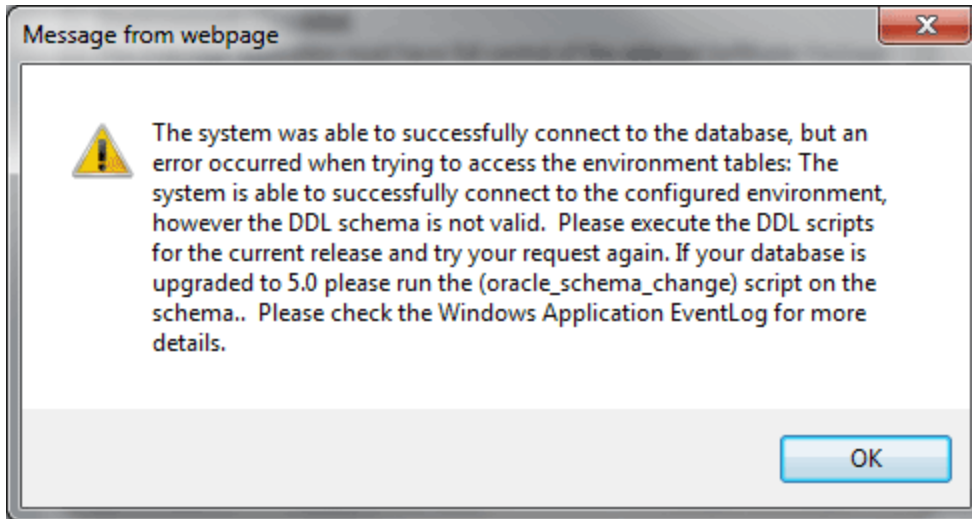 Message from webpage
The system was able to successfully connect to the database, but an
error occurred when trying to access the environment tables: The
system is able to successfully connect to the configured environment,
however the DDL schema is not valid.  Please execute the DDL scripts
for the current release and try your request again. If your database is
upgraded to 5.0 please run the (oracle_schema_change) script on the
schema..  Please check the Windows Application EventLog for more
details.
OK